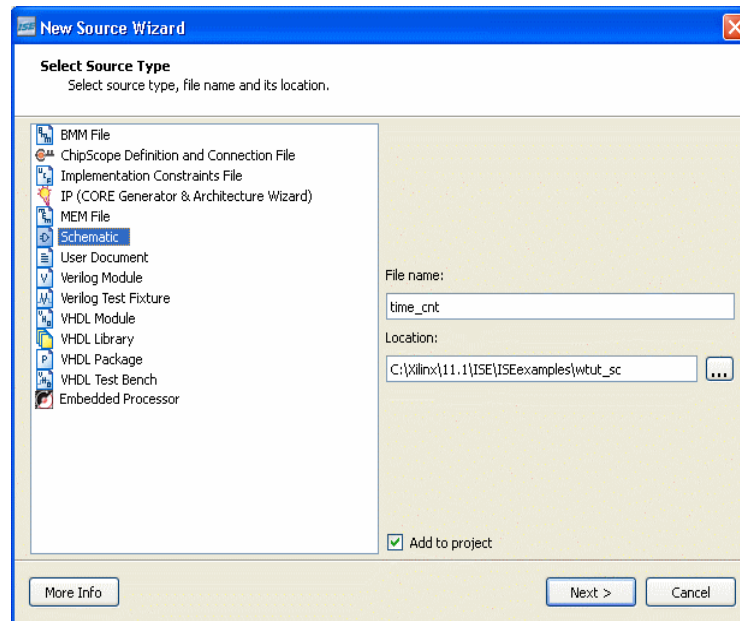 ISE New Source Wizard
Select Source Type
Select source type, file name and its location.
BMM File
ChipScope Definition and Connection File
Implementation Constraints File
IP (CORE Generator & Architecture Wizard)
MEM File
Schematic
User Document
Verilog Module
Verilog Test Fixture
VHDL Module
VHDL Library
VHDL Package
VHDL Test Bench
Embedded Processor
File name:
time_cnt
Location:
C:\Xilinx\11.1\ISE\ISEexamples\wtut_sc
...
Add to project
More Info
Next >
Cancel